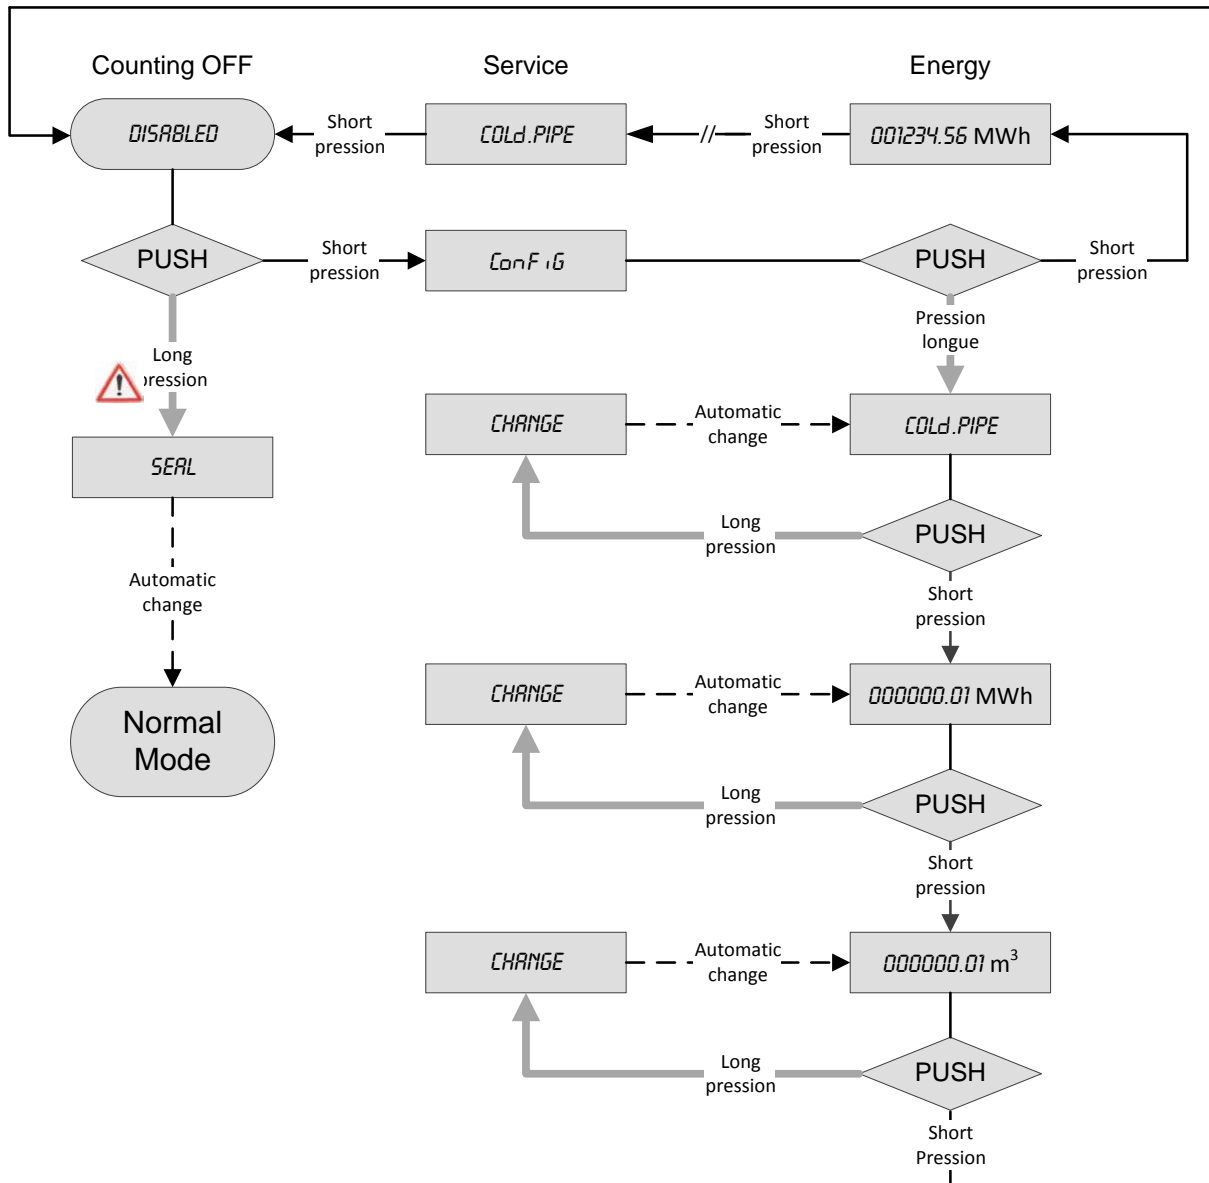 Counting OFF
Service
Energy
DISABLED
Short
pression
COLd.PIPE
//
Short
pression
001234.56 MWh
PUSH
Short
pression
ConFiG
PUSH
Short
pression
Long
pression
Pression
longue
CHANGE
Automatic
change
COLd.PIPE
SEAL
Long
pression
PUSH
Automatic
change
Short
pression
CHANGE
Automatic
change
000000.01 MWh
Normal
Mode
Long
pression
PUSH
Short
pression
CHANGE
Automatic
change
000000.01 m³
Long
pression
PUSH
Short
Pression